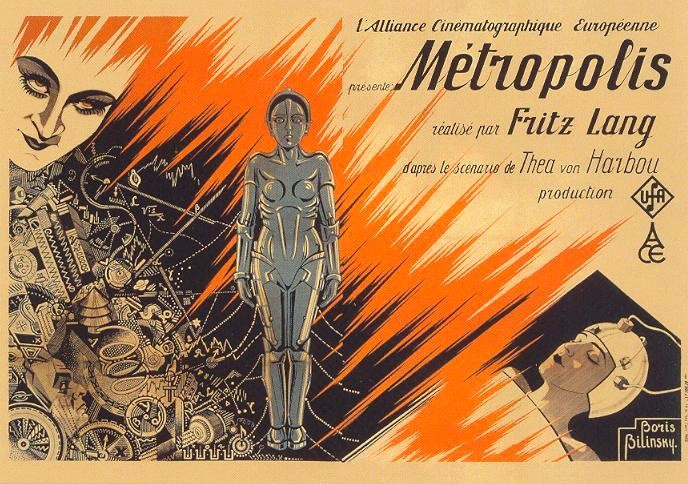 L'Alliance Cinématographique Européenne
présente
Métropolis
réalisé par Fritz Lang
d'après le scenario de Thea von Harbou
production
UFA
ACE
Boris
Bilinsky.